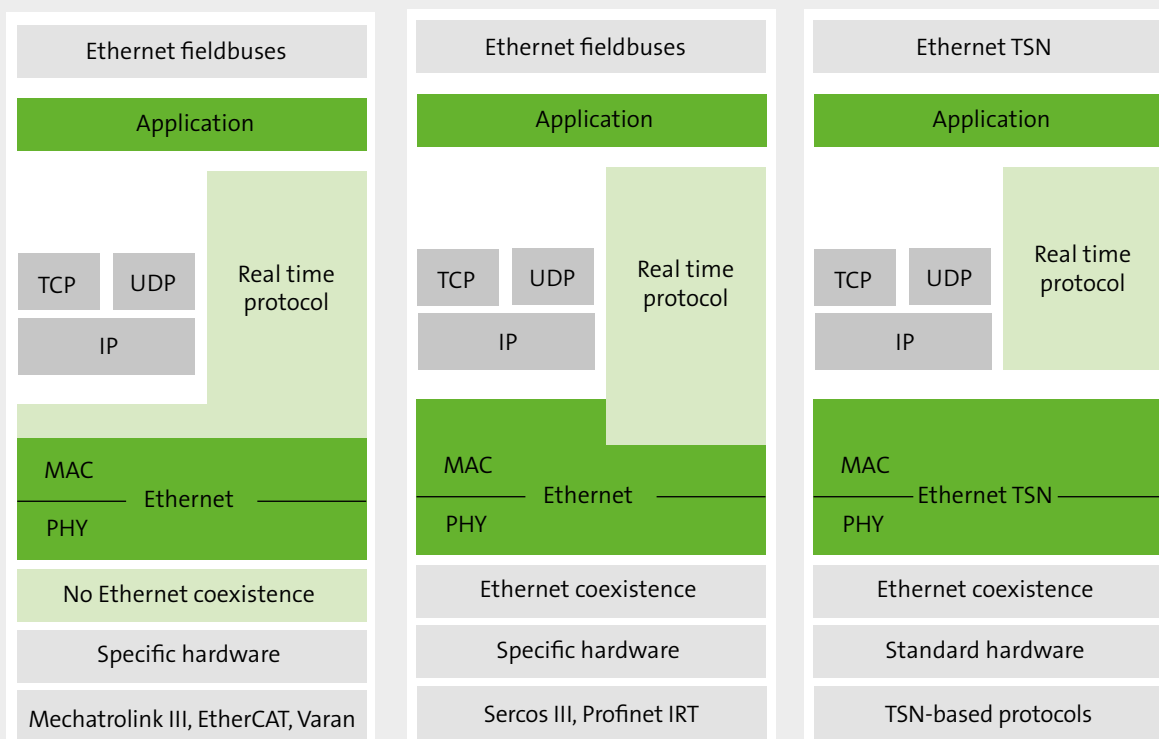 Ethernet fieldbuses
Application
Real time
protocol
TCP
UDP
IP
MAC
Ethernet
PHY
No Ethernet coexistence
Specific hardware
Mechatrolink III, EtherCAT, Varan
Ethernet fieldbuses
Application
Real time
protocol
TCP
UDP
IP
MAC
Ethernet
PHY
Ethernet coexistence
Specific hardware
Sercos III, Profinet IRT
Ethernet TSN
Application
Real time
protocol
TCP
UDP
IP
MAC
Ethernet TSN
PHY
Ethernet coexistence
Standard hardware
TSN-based protocols